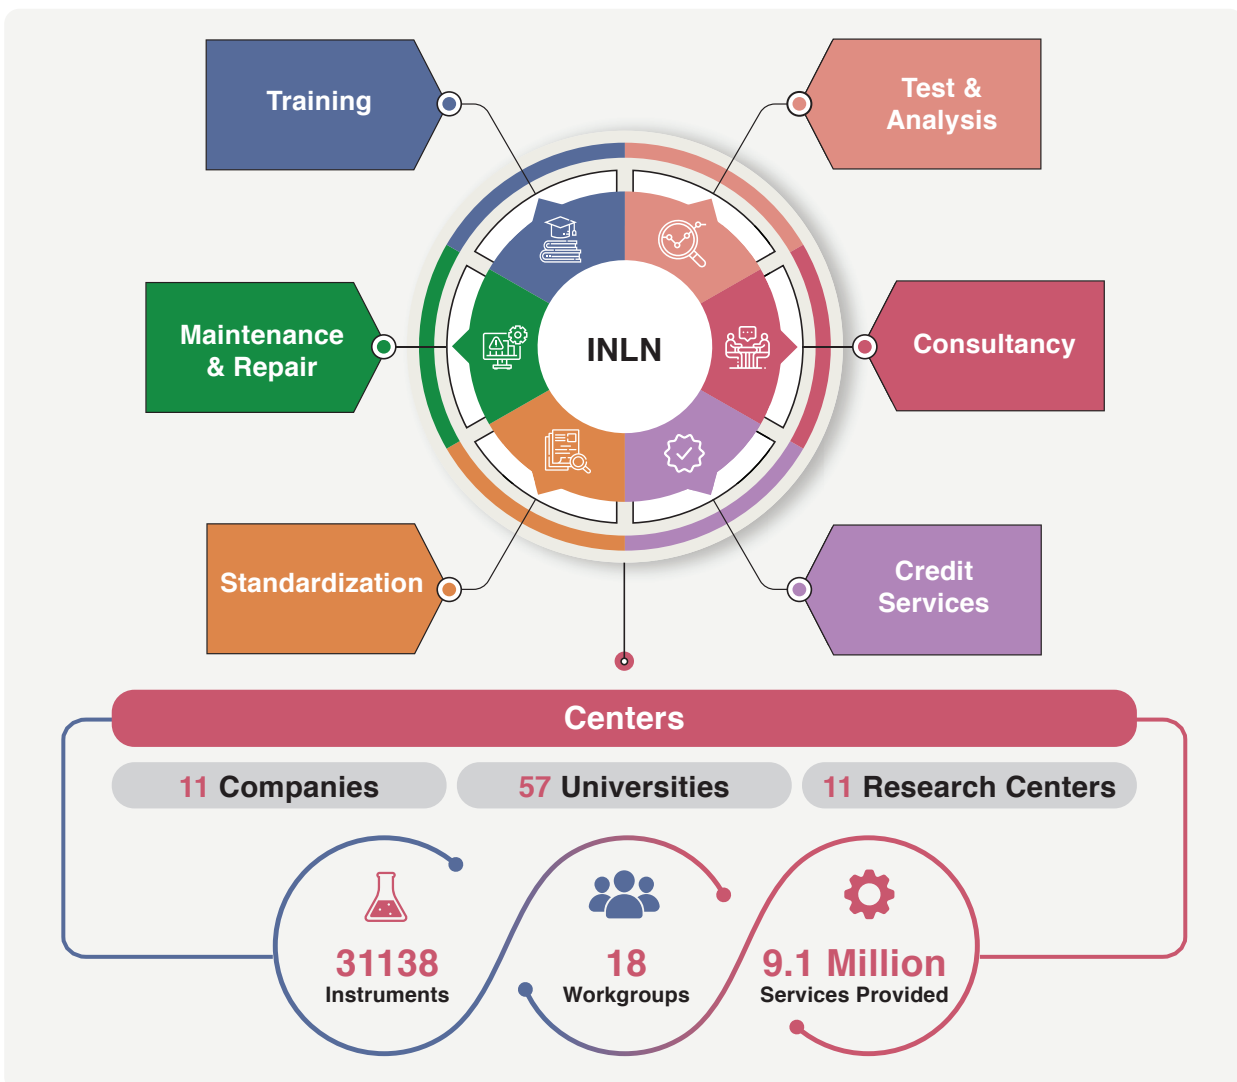 Training
Test &
Analysis
Maintenance
& Repair
INLN
Consultancy
Standardization
Credit
Services
Centers
11 Companies
57 Universities
11 Research Centers
31138
Instruments
18
Workgroups
9.1 Million
Services Provided